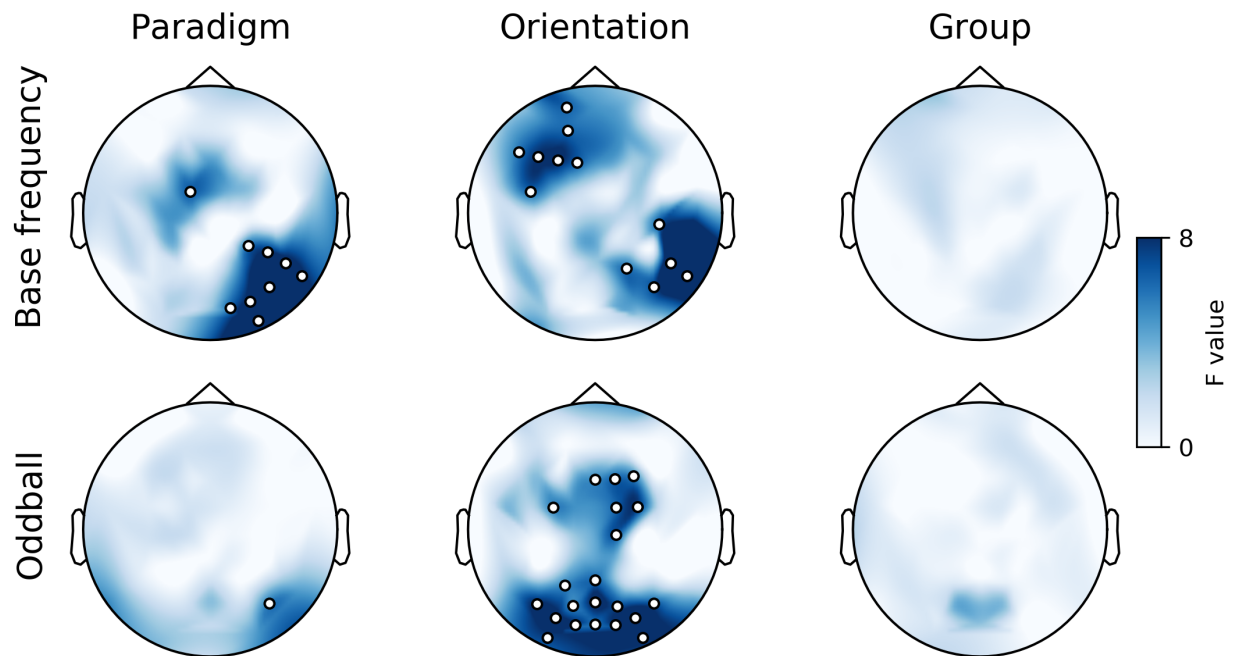 Paradigm
Orientation
Group
Base frequency
Oddball
8
0
F value